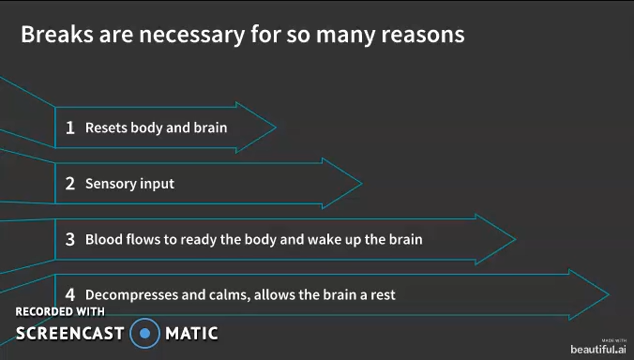 Breaks are necessary for so many reasons
1 Resets body and brain
2 Sensory input
3 Blood flows to ready the body and wake up the brain
4 Decompresses and calms, allows the brain a rest
RECORDED WITH
SCREENCAST MATIC
MADE WITH
beautiful.ai